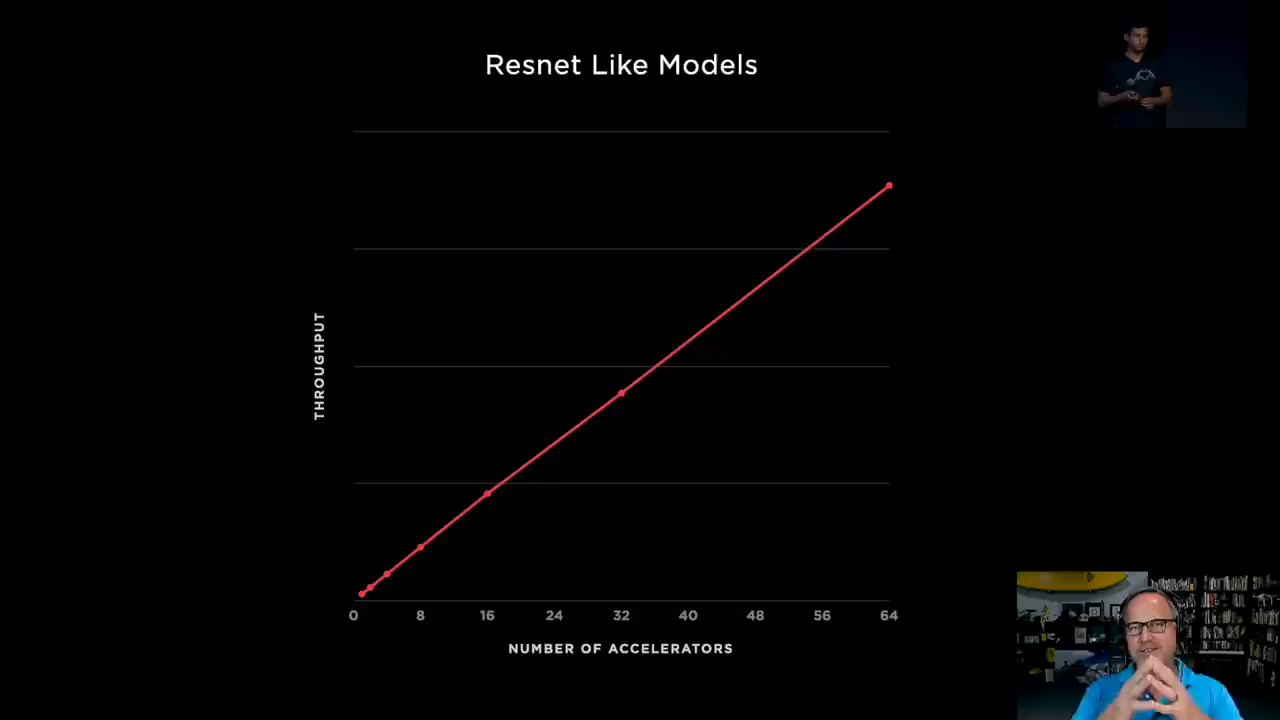 Resnet Like Models
THROUGHPUT
0 8 16 24 32 40 48 56 64
NUMBER OF ACCELERATORS